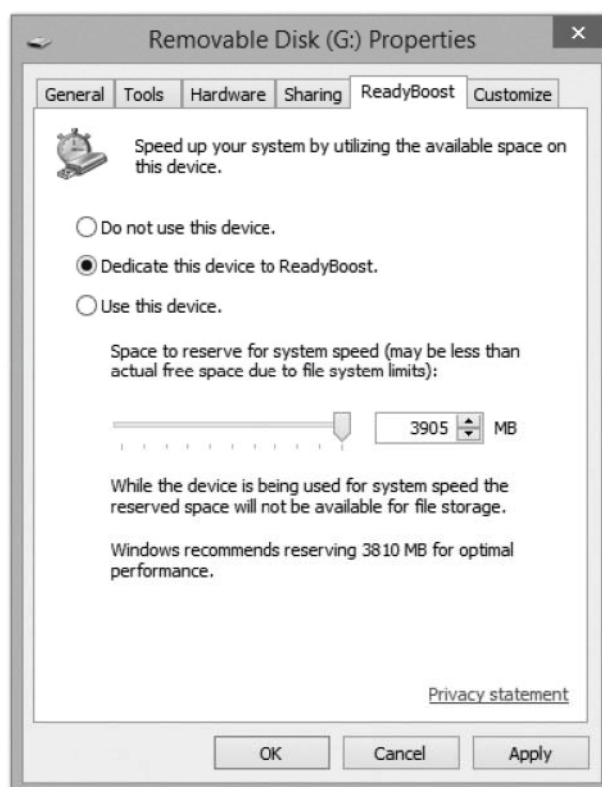 Removable Disk (G:) Properties
×
General Tools Hardware Sharing ReadyBoost Customize
Speed up your system by utilizing the available space on
this device.
Do not use this device.
Dedicate this device to ReadyBoost.
Use this device.
Space to reserve for system speed (may be less than
actual free space due to file system limits):
3905 MB
While the device is being used for system speed the
reserved space will not be available for file storage.
Windows recommends reserving 3810 MB for optimal
performance.
Privacy statement
OK Cancel Apply